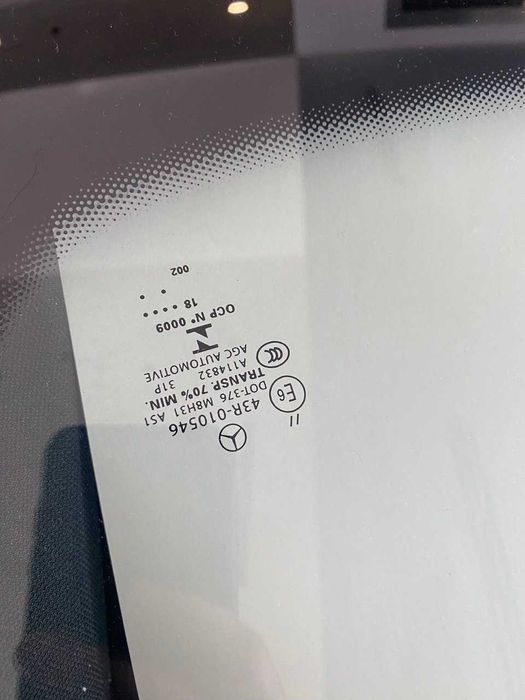 II
43R-010546
E6
DOT-376 M8H31 AS1
TRANSP. 70% MIN.
A114832 31P
CCC
AGC AUTOMOTIVE
OCP N° 0009
18
002